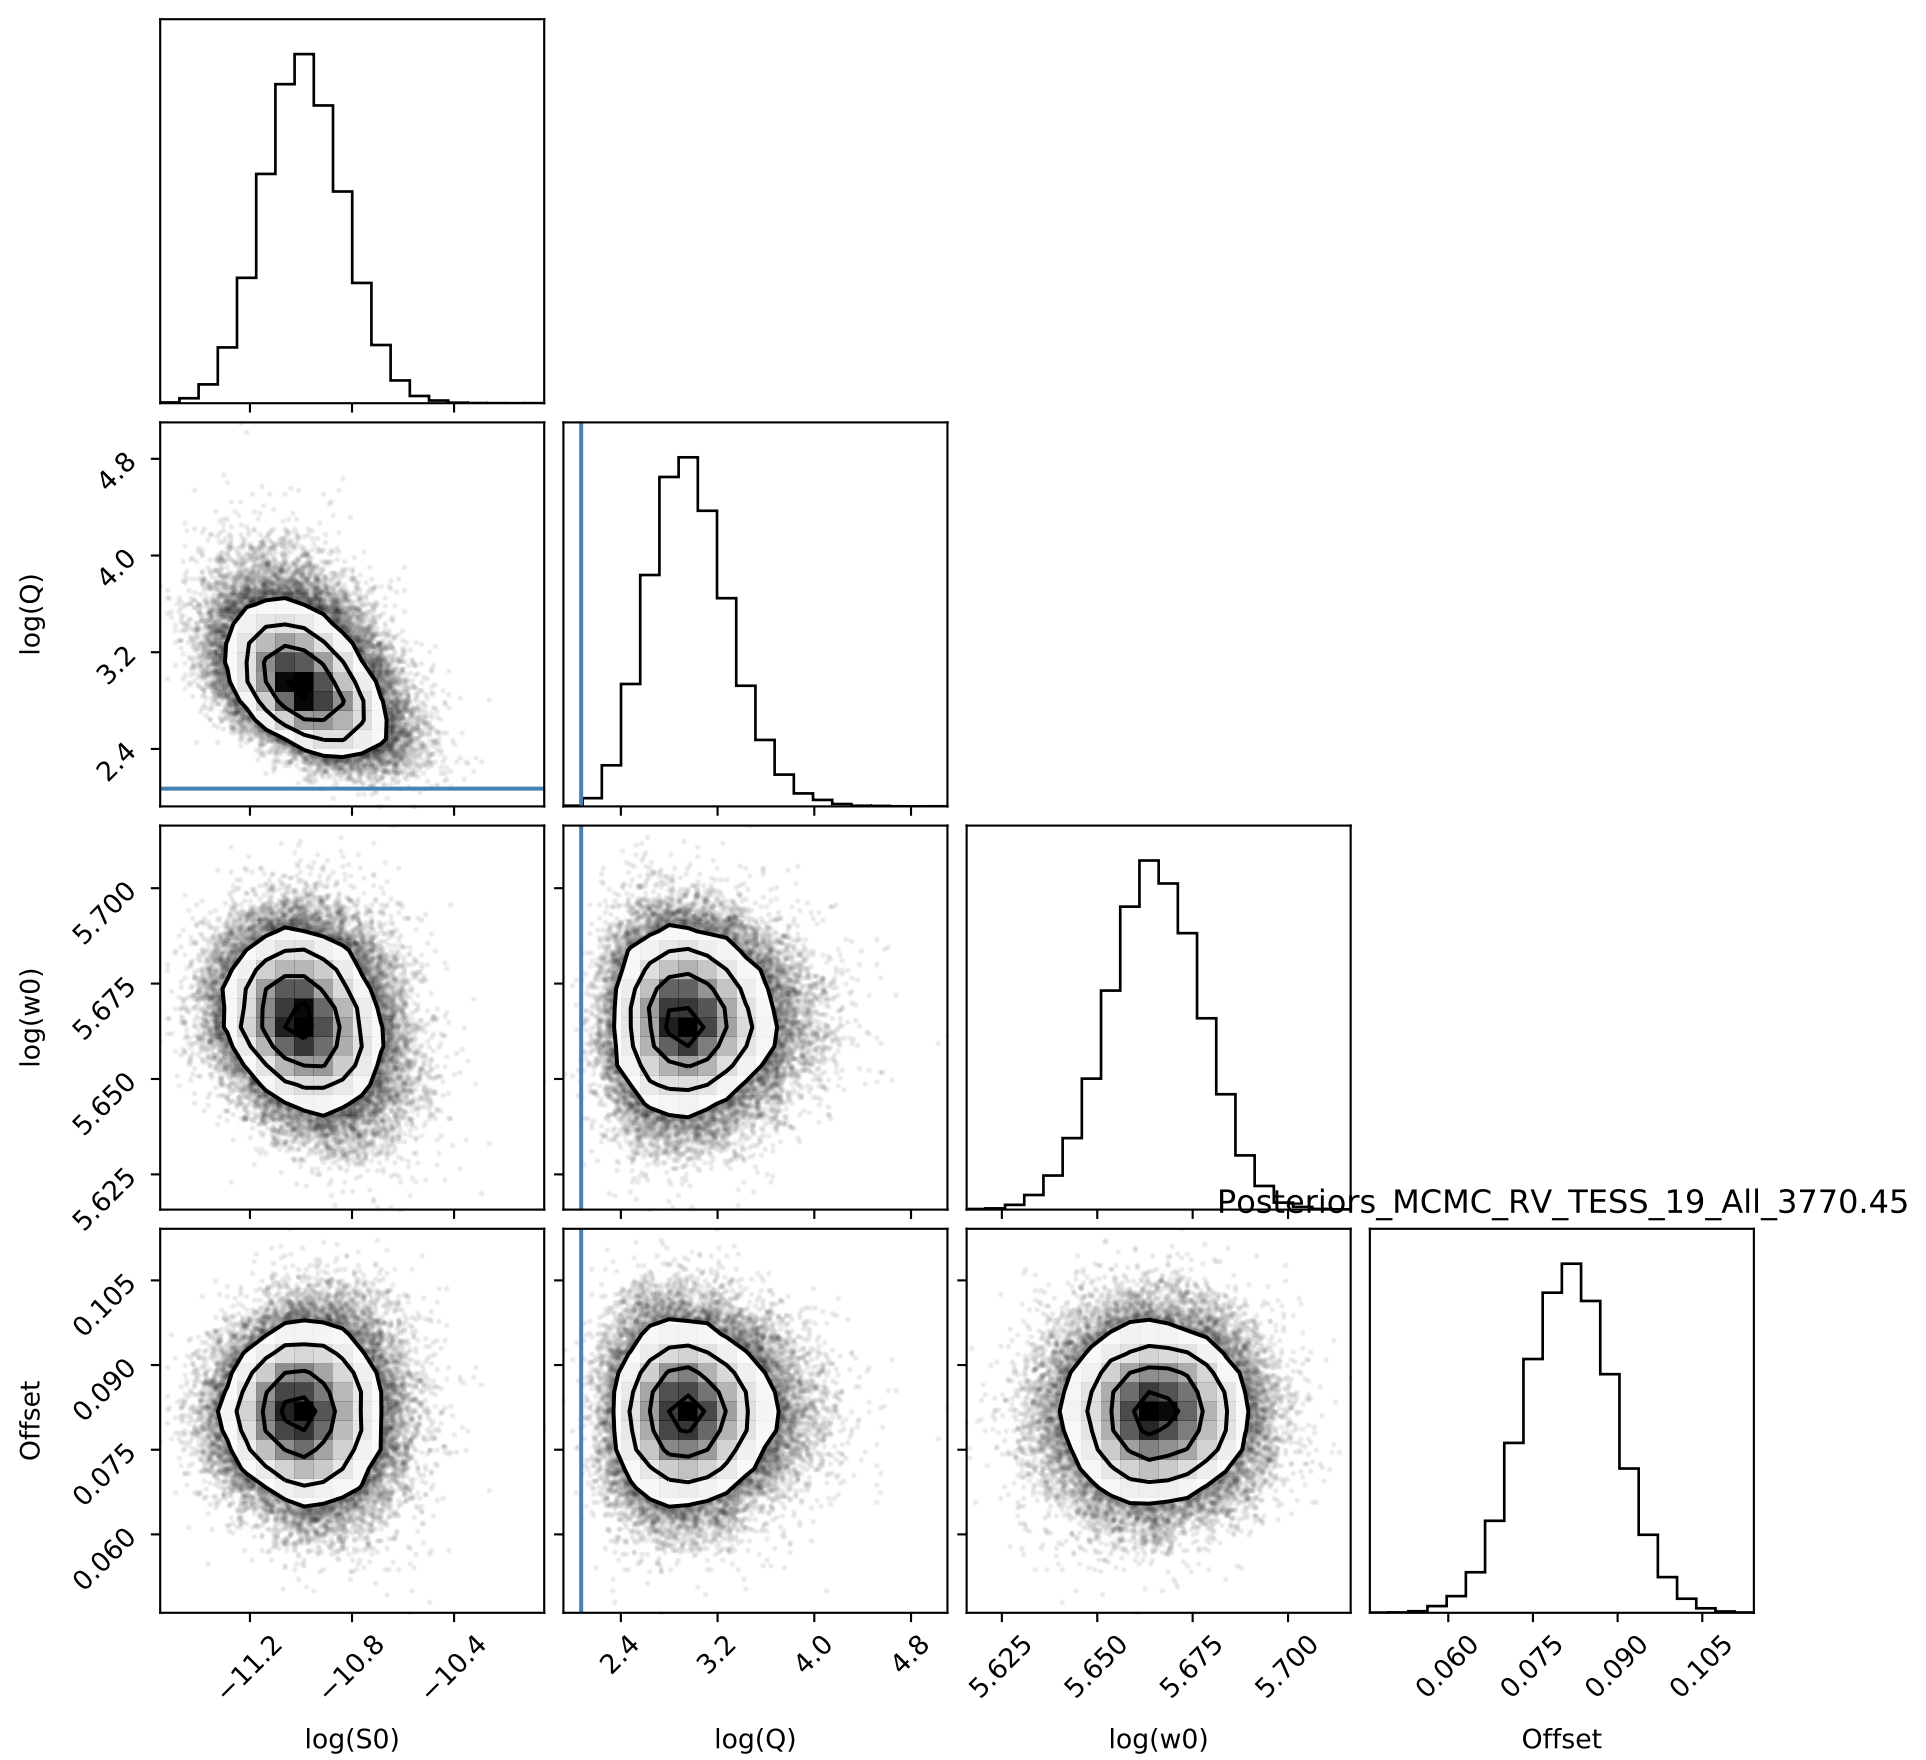 4.8
4.0
3.2
2.4
log(Q)
5.700
5.675
5.650
5.625
log(w0)
Posteriors_MCMC_RV_TESS_19_All_3770.45
0.105
0.090
0.075
0.060
Offset
−11.2 −10.8 −10.4 2.4 3.2 4.0 4.8 5.625 5.650 5.675 5.700 0.060 0.075 0.090 0.105
log(S0) log(Q) log(w0) Offset